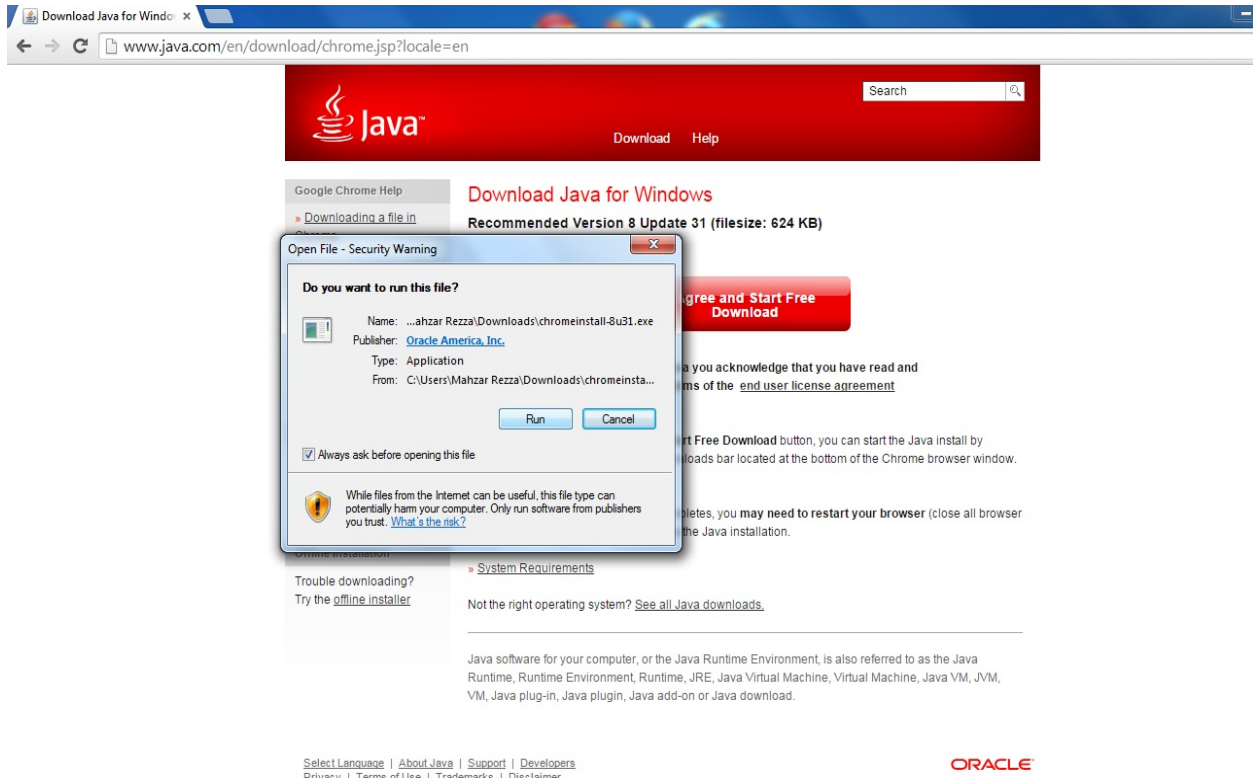 Download Java for Windo
www.java.com/en/download/chrome.jsp?locale=en
Java™
Search
Download Help
Google Chrome Help
» Downloading a file in
Download Java for Windows
Recommended Version 8 Update 31 (filesize: 624 KB)
Open File - Security Warning
Do you want to run this file?
Name: ...ahzar Rezza\Downloads\chromeinstall-8u31.exe
Publisher: Oracle America, Inc.
Type: Application
From: C:\Users\Mahzar Rezza\Downloads\chromeinsta...
Run Cancel
Always ask before opening this file
While files from the Internet can be useful, this file type can
potentially harm your computer. Only run software from publishers
you trust. What's the risk?
gree and Start Free
Download
a you acknowledge that you have read and
ms of the end user license agreement
rt Free Download button, you can start the Java install by
loads bar located at the bottom of the Chrome browser window.
pletes, you may need to restart your browser (close all browser
the Java installation.
Offline Installation
Trouble downloading?
Try the offline installer
» System Requirements
Not the right operating system? See all Java downloads.
Java software for your computer, or the Java Runtime Environment, is also referred to as the Java
Runtime, Runtime Environment, Runtime, JRE, Java Virtual Machine, Virtual Machine, Java VM, JVM,
VM, Java plug-in, Java plugin, Java add-on or Java download.
Select Language | About Java | Support | Developers
Privacy | Terms of Use | Trademarks | Disclaimer
ORACLE